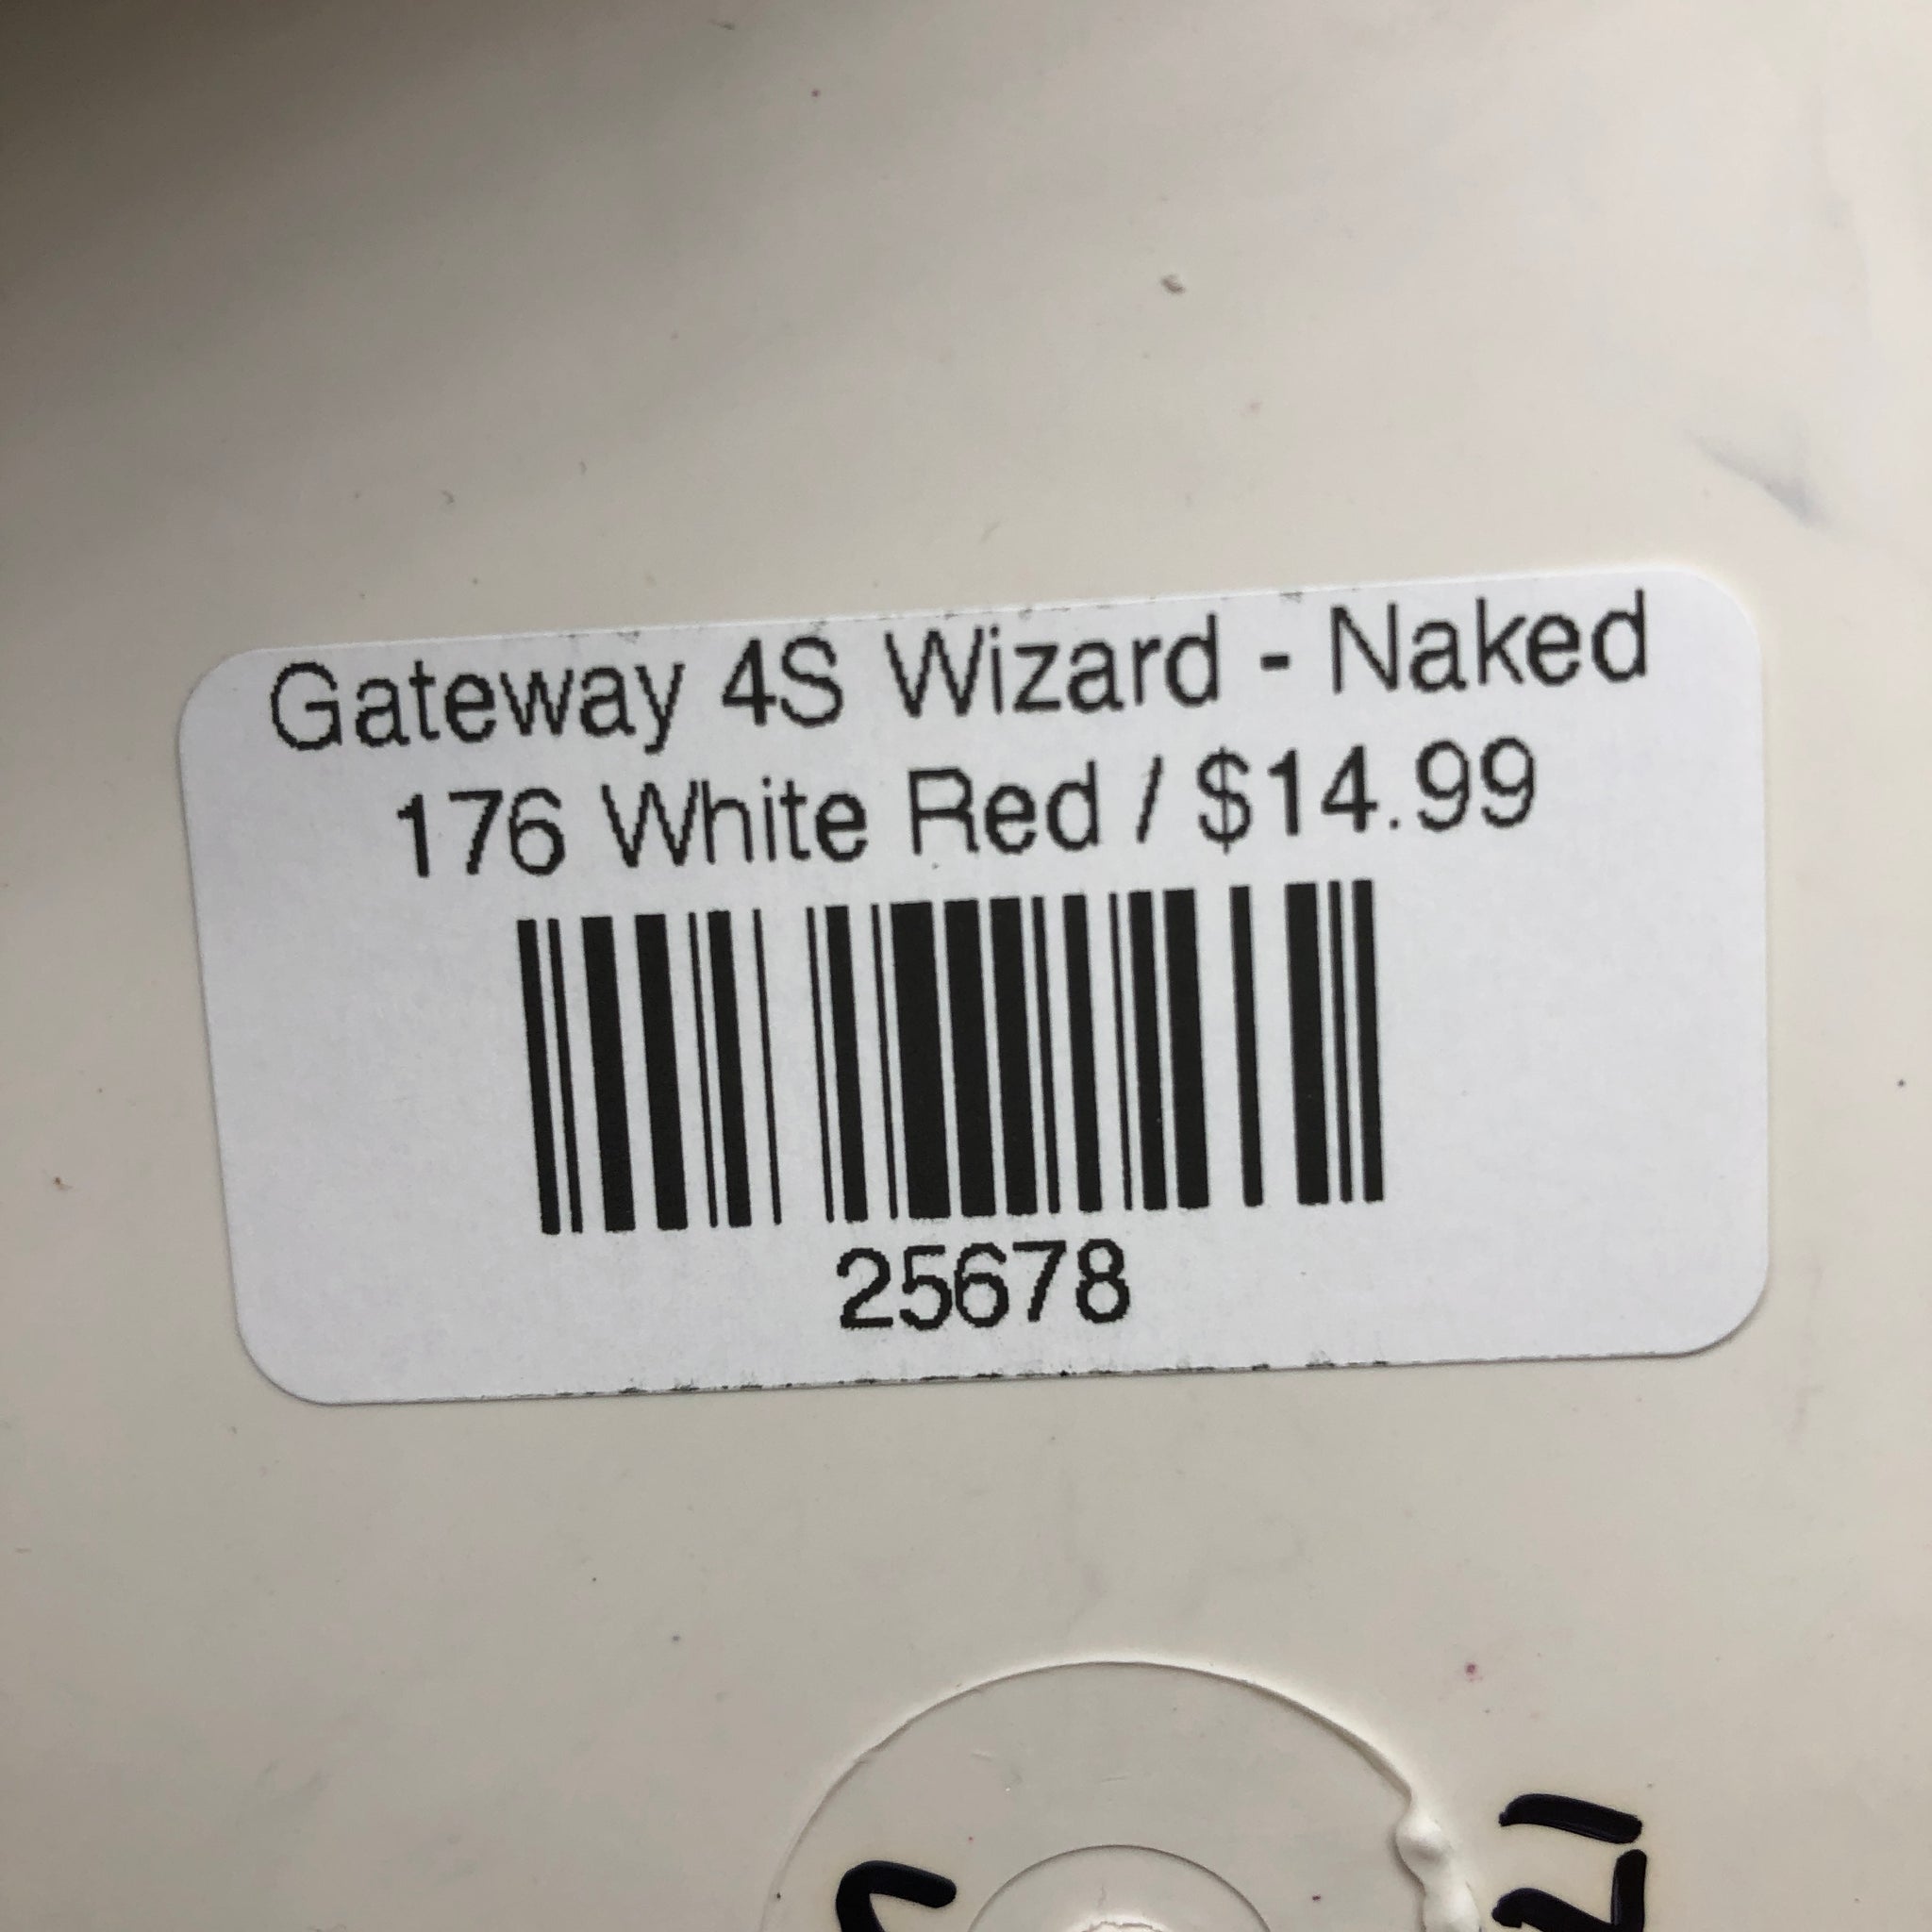 Gateway 4S Wizard - Naked
176 White Red / $14.99
25678